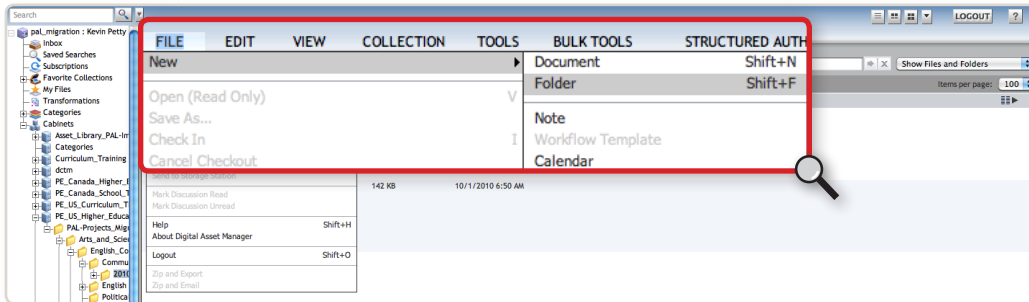 Search
LOGOUT
?
pal_migration : Kevin Petty
Inbox
Saved Searches
Subscriptions
Favorite Collections
My Files
Transformations
Categories
Cabinets
Asset_Library_PAL-Im
Categories
Curriculum_Training
dctm
PE_Canada_Higher_E
PE_Canada_School_T
PE_US_Curriculum_T
PE_US_Higher_Educa
PAL-Projects_Migr
Arts_and_Scie
English_Co
Commu
2010
English
Politica
FILE EDIT VIEW COLLECTION TOOLS BULK TOOLS STRUCTURED AUTH
New
Open (Read Only) V
Save As...
Check In I
Cancel Checkout
Document Shift+N
Folder Shift+F
Note
Workflow Template
Calendar
Show Files and Folders
Items per page: 100
Send to Storage Station
Mark Discussion Read
Mark Discussion Unread
Help Shift+H
About Digital Asset Manager
Logout Shift+O
Zip and Export
Zip and Email
142 KB 10/1/2010 6:50 AM